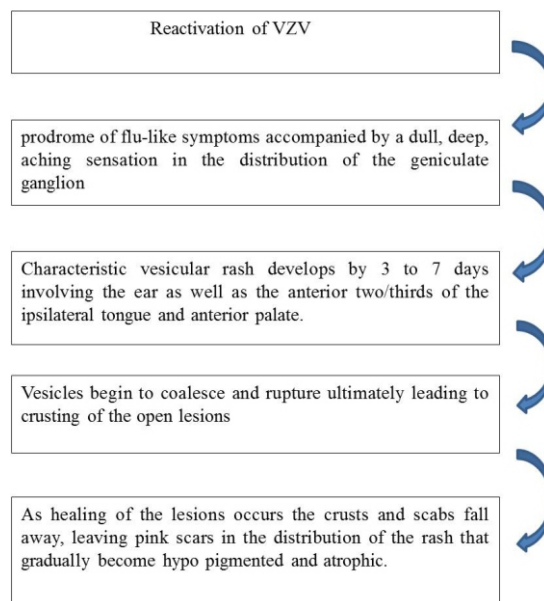 Reactivation of VZV
prodrome of flu-like symptoms accompanied by a dull, deep,
aching sensation in the distribution of the geniculate
ganglion
Characteristic vesicular rash develops by 3 to 7 days
involving the ear as well as the anterior two/thirds of the
ipsilateral tongue and anterior palate.
Vesicles begin to coalesce and rupture ultimately leading to
crusting of the open lesions
As healing of the lesions occurs the crusts and scabs fall
away, leaving pink scars in the distribution of the rash that
gradually become hypo pigmented and atrophic.